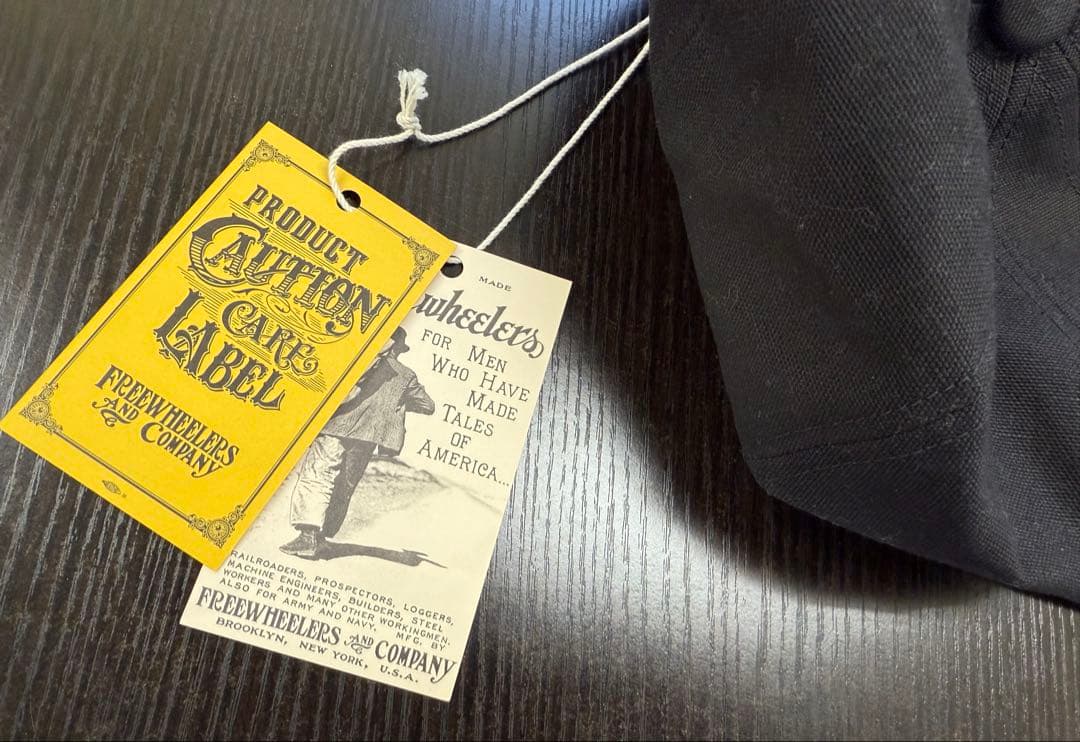 PRODUCT
CAUTION
CARE
LABEL
FREEWHEELERS
AND COMPANY
MADE
wheelers
FOR MEN
WHO HAVE
MADE
TALES
OF
AMERICA...
RAILROADERS, PROSPECTORS, LOGGERS,
MACHINE ENGINEERS, BUILDERS, STEEL
WORKERS AND MANY OTHER WORKINGMEN,
ALSO FOR ARMY AND NAVY. MFG. BY
FREEWHEELERS AND COMPANY
BROOKLYN, NEW YORK, U.S.A.